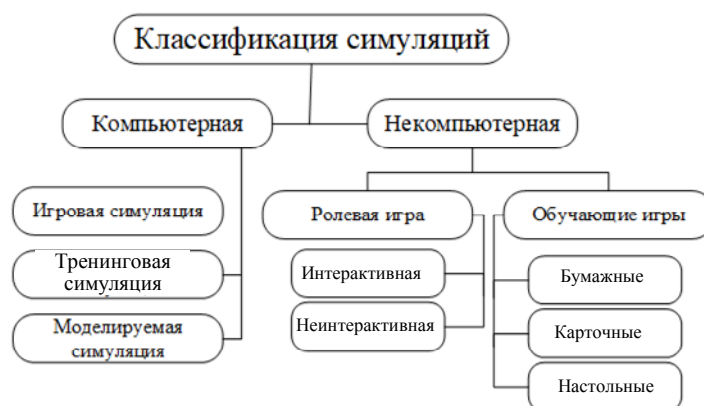 Классификация симуляций
Компьютерная
Некомпьютерная
Игровая симуляция
Тренинговая
симуляция
Моделируемая
симуляция
Ролевая игра
Интерактивная
Неинтерактивная
Обучающие игры
Бумажные
Карточные
Настольные